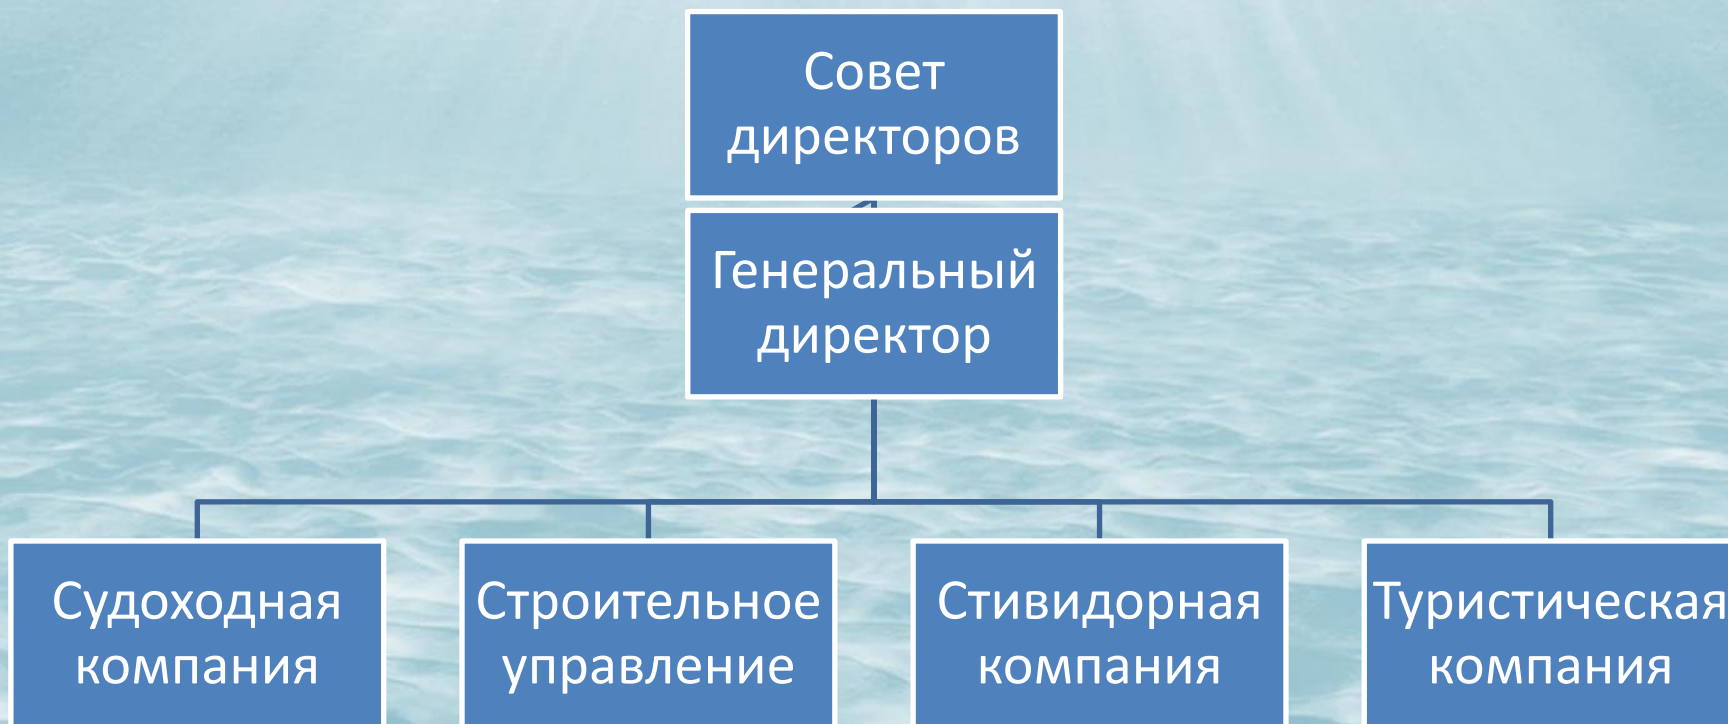 Совет
директоров
Генеральный
директор
Судоходная
компания
Строительное
управление
Стивидорная
компания
Туристическая
компания